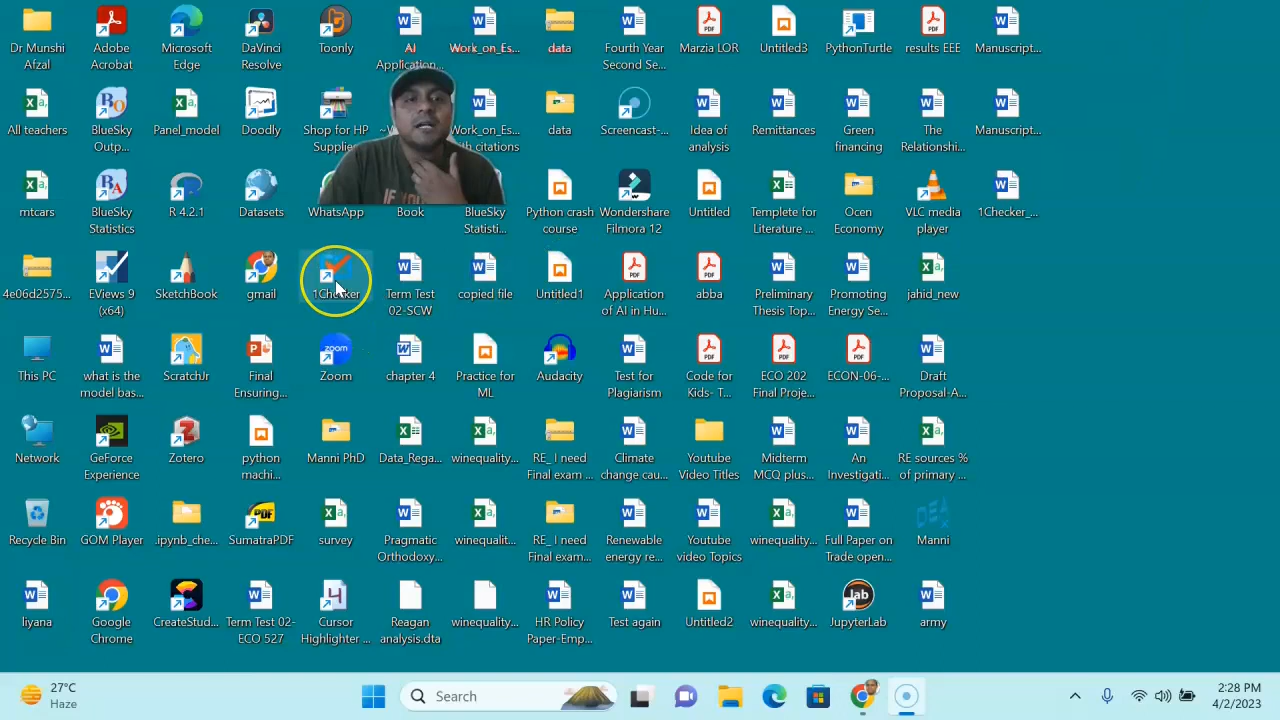 Dr Munshi
Afzal
Adobe
Acrobat
Microsoft
Edge
DaVinci
Resolve
Toonly
AI
Application...
Work_on_Es...
data
Fourth Year
Second Se...
Marzia LOR
Untitled3
PythonTurtle
results EEE
Manuscript...
All teachers
BlueSky
Outp...
Panel_model
Doodly
Shop for HP
Supplie
Work_on_Es...
th citations
data
Screencast-...
Idea of
analysis
Remittances
Green
financing
The
Relationshi...
Manuscript...
mtcars
BlueSky
Statistics
R 4.2.1
Datasets
WhatsApp
Book
BlueSky
Statisti...
Python crash
course
Wondershare
Filmora 12
Untitled
Templete for
Literature ...
Ocen
Economy
VLC media
player
1Checker_...
4e06d2575...
EViews 9
(x64)
SketchBook
gmail
1Checker
Term Test
02-SCW
copied file
Untitled1
Application
of AI in Hu...
abba
Preliminary
Thesis Top...
Promoting
Energy Se...
jahid_new
This PC
what is the
model bas...
ScratchJr
Final
Ensuring...
zoom
Zoom
chapter 4
Practice for
ML
Audacity
Test for
Plagiarism
Code for
Kids- T...
ECO 202
Final Proje...
ECON-06-...
Draft
Proposal-A...
Network
GeForce
Experience
Zotero
python
machi...
Manni PhD
Data_Rega...
winequality...
RE_ I need
Final exam ...
Climate
change cau...
Youtube
Video Titles
Midterm
MCQ plus...
An
Investigati...
RE sources %
of primary ...
Recycle Bin
GOM Player
.ipynb_che...
SumatraPDF
survey
Pragmatic
Orthodoxy...
winequalit...
RE_ I need
Final exam...
Renewable
energy re...
Youtube
video Topics
winequality...
Full Paper on
Trade open...
Manni
liyana
Google
Chrome
CreateStud...
Term Test 02-
ECO 527
Cursor
Highlighter ...
Reagan
analysis.dta
winequality...
HR Policy
Paper-Emp...
Test again
Untitled2
winequality...
lab
JupyterLab
army
27°C
Haze
Search
2:28 PM
4/2/2023